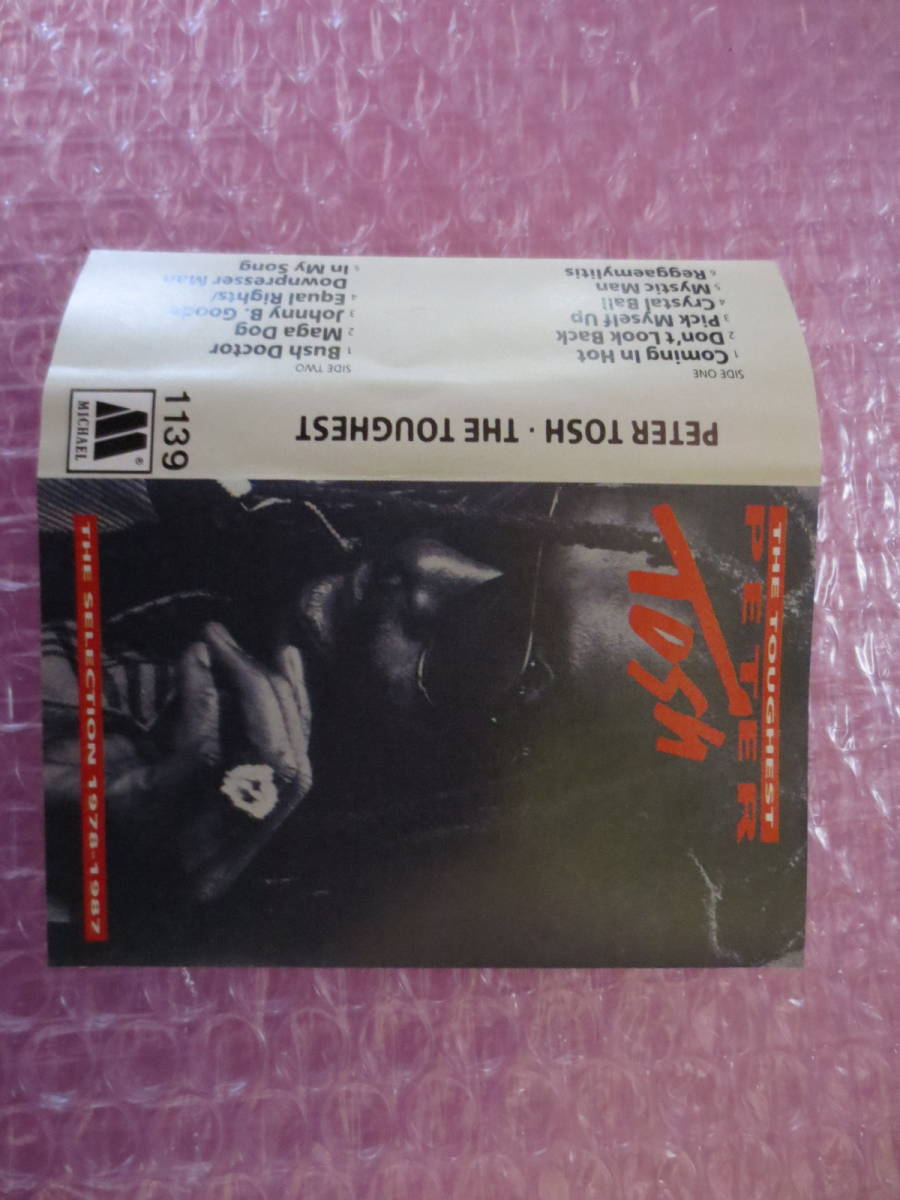 THE TOUGHEST
PETER
TOSH
THE SELECTION 1978-1987
PETER TOSH · THE TOUGHEST
1139
MICHAEL
®
SIDE ONE
1 Coming In Hot
2 Don't Look Back
3 Pick Myself Up
4 Crystal Ball
5 Mystic Man
6 Reggaemylitis
SIDE TWO
1 Bush Doctor
2 Maga Dog
3 Johnny B. Goode
4 Equal Rights/
Downpresser Man
5 In My Song